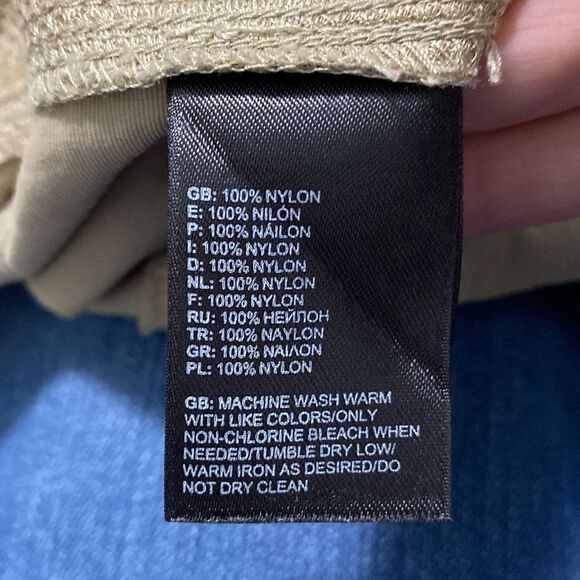 GB: 100% NYLON
E: 100% NILÓN
P: 100% NÁILON
I: 100% NYLON
D: 100% NYLON
NL: 100% NYLON
F: 100% NYLON
RU: 100% НЕЙЛОН
TR: 100% NAYLON
GR: 100% ΝΑΪΛΟΝ
PL: 100% NYLON
GB: MACHINE WASH WARM
WITH LIKE COLORS/ONLY
NON-CHLORINE BLEACH WHEN
NEEDED/TUMBLE DRY LOW/
WARM IRON AS DESIRED/DO
NOT DRY CLEAN